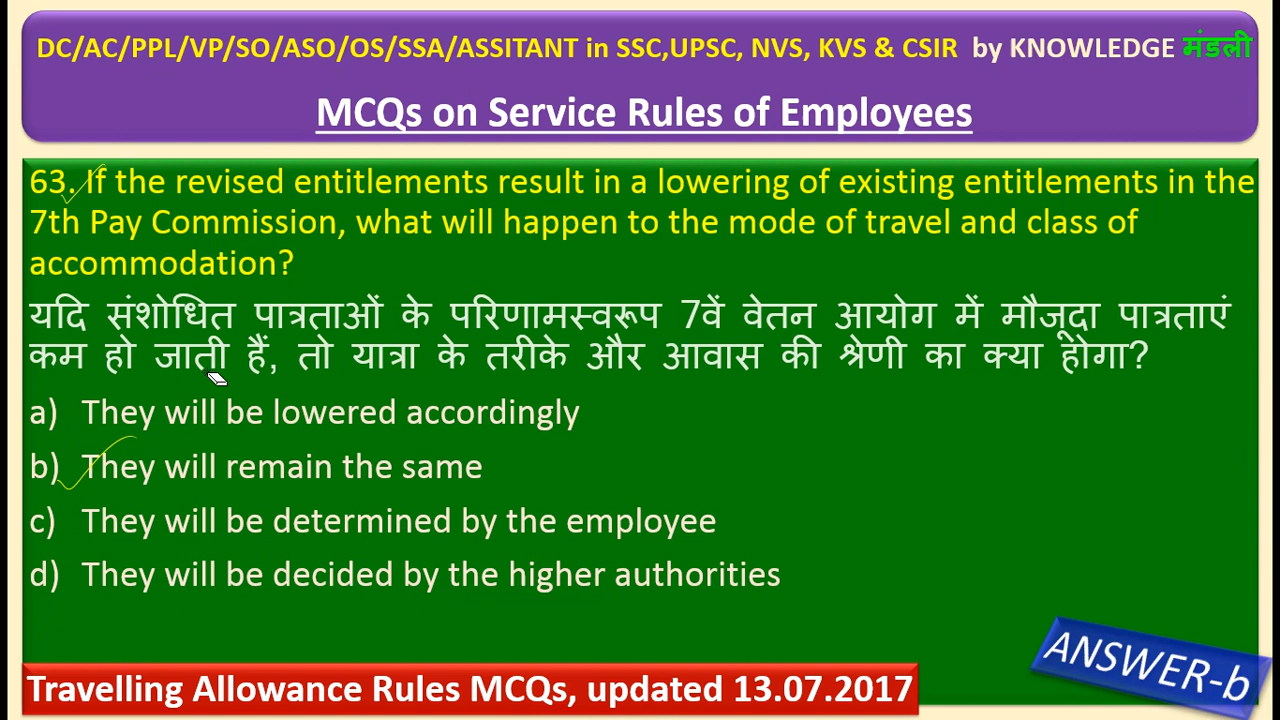 DC/AC/PPL/VP/SO/ASO/OS/SSA/ASSITANT in SSC,UPSC, NVS, KVS & CSIR by KNOWLEDGE मंडली
MCQs on Service Rules of Employees
63. If the revised entitlements result in a lowering of existing entitlements in the
7th Pay Commission, what will happen to the mode of travel and class of
accommodation?
यदि संशोधित पात्रताओं के परिणामस्वरूप 7वें वेतन आयोग में मौजूदा पात्रताएं
कम हो जाती हैं, तो यात्रा के तरीके और आवास की श्रेणी का क्या होगा?
a) They will be lowered accordingly
b) They will remain the same
c) They will be determined by the employee
d) They will be decided by the higher authorities
ANSWER-b
Travelling Allowance Rules MCQs, updated 13.07.2017